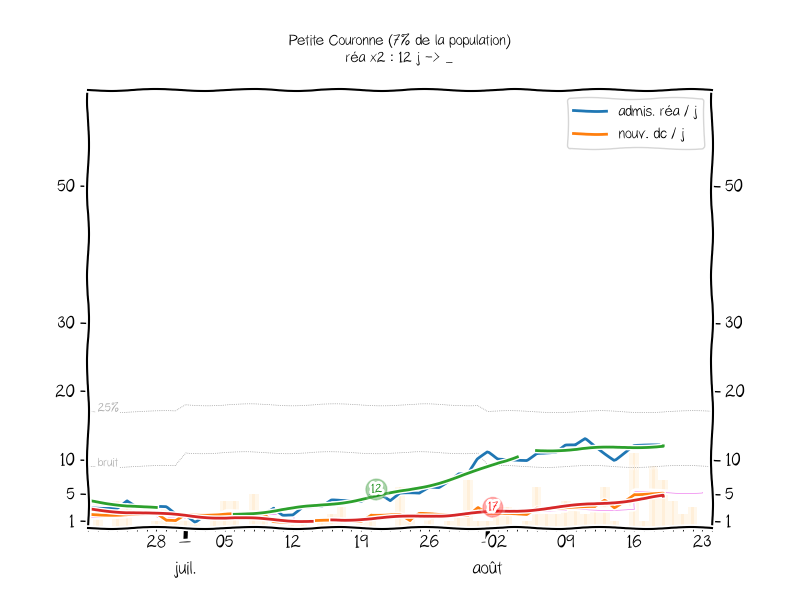 Petite Couronne (7% de la population)
réa x2 : 12 j -> _
admis. réa / j
nouv. dc / j
50 50
30 30
20 20
25%
10 10
bruit
12
5 5
17
1 1
28 05 12 19 26 02 09 16 23
juil. août